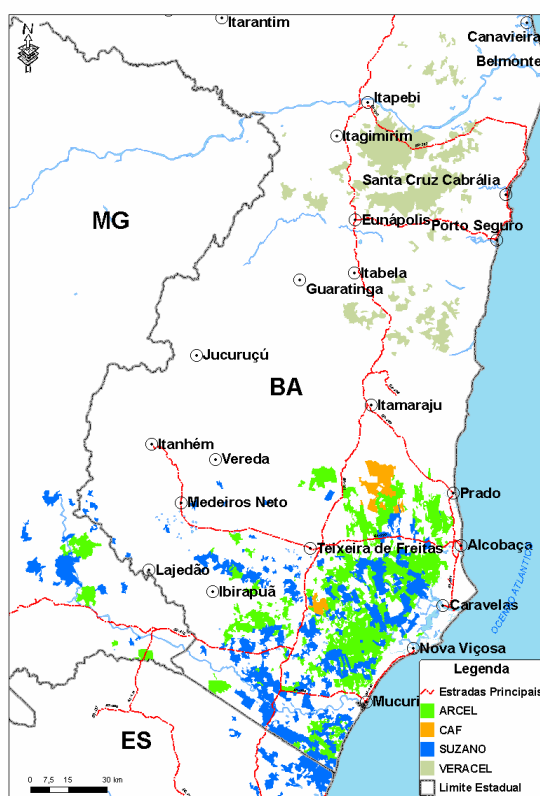 N
Itarantim
Canavieira
Belmonte
Itapebi
Itagimirim
Santa Cruz Cabrália
MG
Eunápolis
Porto Seguro
Itabela
Guaratinga
Jucuruçú
BA
Itamaraju
Itanhém
Vereda
Medeiros Neto
Prado
Teixeira de Freitas
Alcobaça
Lajedão
Ibirapuã
Caravelas
OCEANO ATLANTICO
Nova Viçosa
Mucuri
ES
Legenda
Estradas Principais
ARCEL
CAF
SUZANO
VERACEL
Limite Estadual
0 7,5 15 30 km